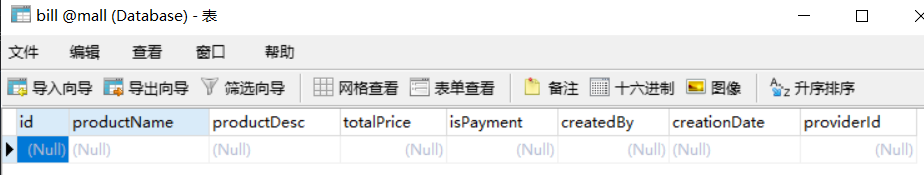 bill @mall (Database) - 表
文件 编辑 查看 窗口 帮助
导入向导 导出向导 筛选向导 网格查看 表单查看 备注 十六进制 图像 升序排序
id productName productDesc totalPrice isPayment createdBy creationDate providerId
(Null) (Null) (Null) (Null) (Null) (Null) (Null) (Null)